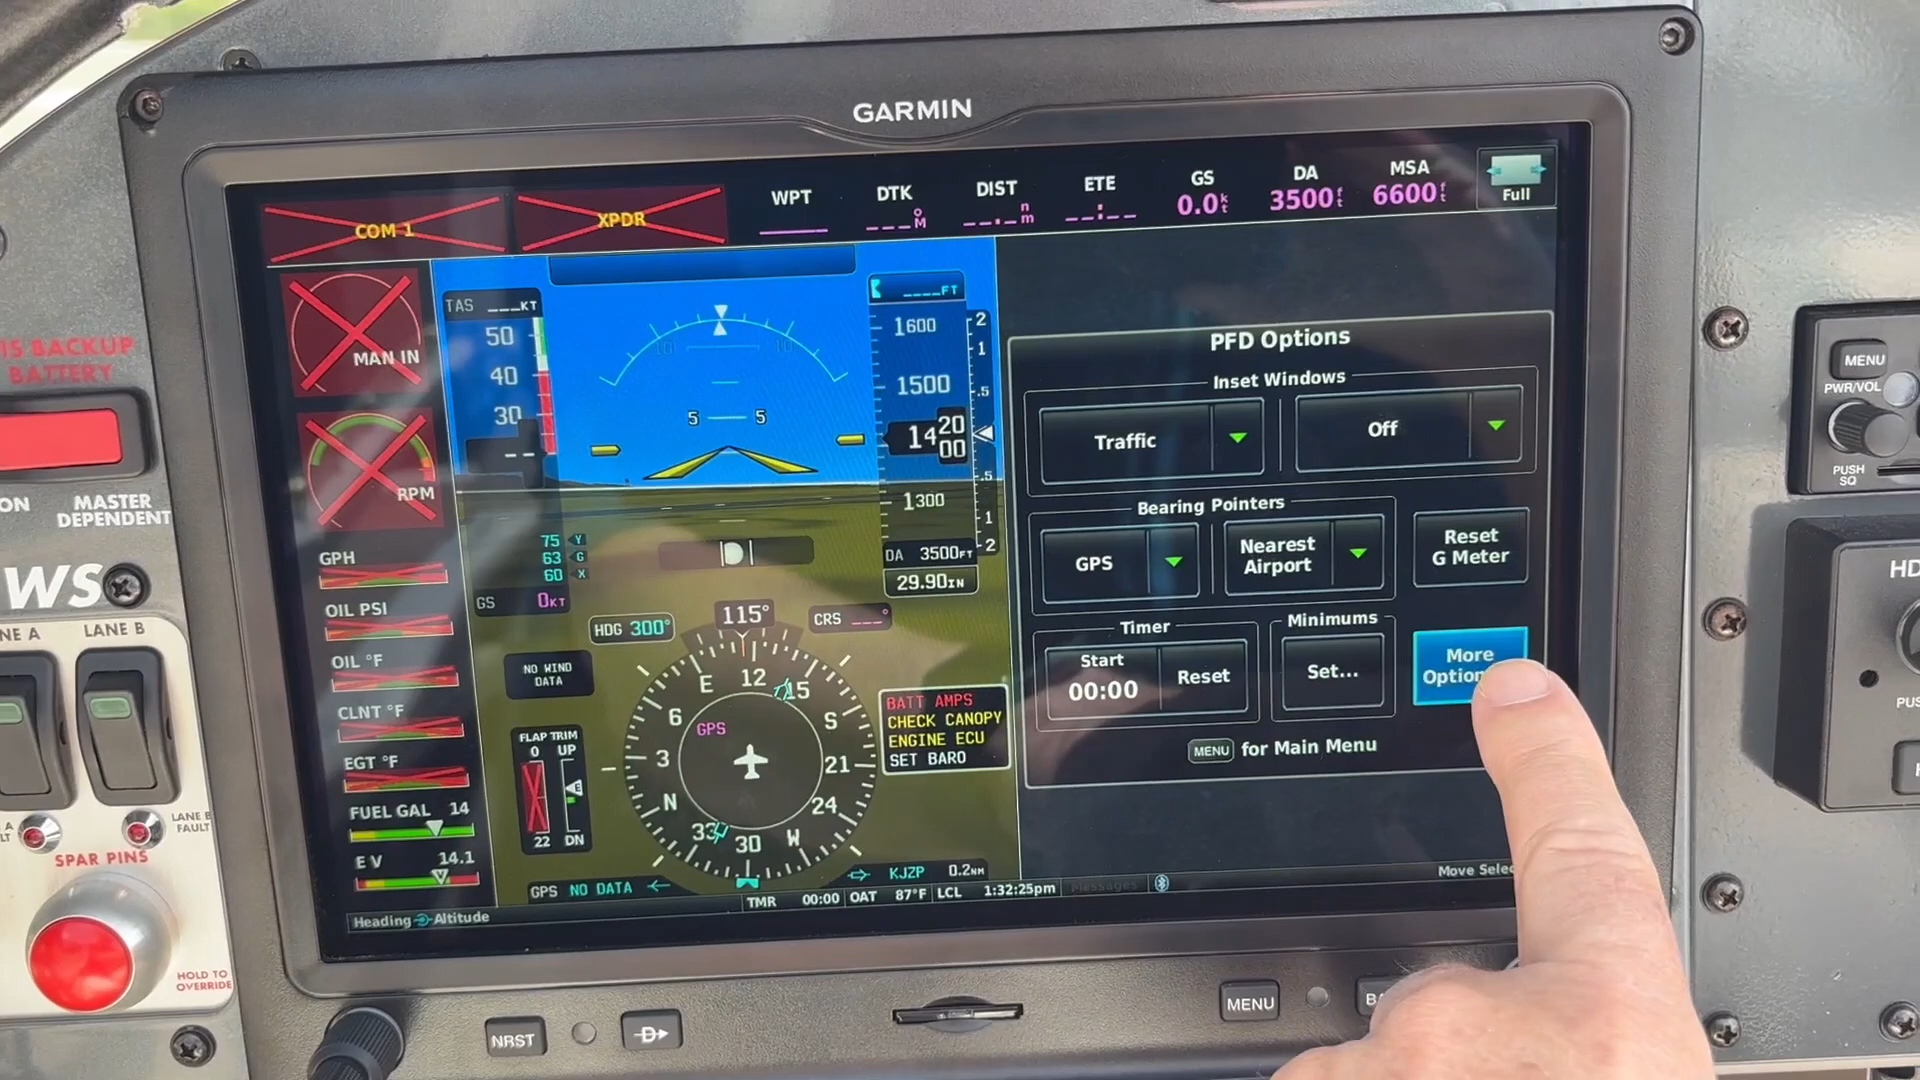 GARMIN
COM 1
XPDR
WPT
DTK
DIST
ETE
GS
DA
MSA
___°M
__._nm
__:__
0.0kt
3500ft
6600ft
Full
MAN IN
RPM
GPH
OIL PSI
OIL °F
CLNT °F
EGT °F
FUEL GAL 14
E V 14.1
TAS ___KT
50
40
30
--
10 10
5 5
____FT
1600
1500
14 20
00
1300
2
1
.5
.5
1
2
DA 3500FT
29.90IN
75 Y
63 G
60 X
GS 0KT
HDG 300°
115°
CRS ___°
NO WIND
DATA
FLAP TRIM
0 UP
22 DN
GPS
N
3
6
E
12
15
S
21
24
W
30
33
BATT AMPS
CHECK CANOPY
ENGINE ECU
SET BARO
GPS NO DATA
KJZP 0.2NM
TMR 00:00 OAT 87°F LCL 1:32:25pm
Messages
Heading Altitude
PFD Options
Inset Windows
Traffic
Off
Bearing Pointers
GPS
Nearest
Airport
Reset
G Meter
Timer
Start
00:00
Reset
Minimums
Set...
More
MENU for Main Menu
Move
NRST
D
MENU
BACKUP
BATTERY
ON
MASTER
DEPENDENT
WS
LANE B
LANE B
FAULT
SPAR PINS
HOLD TO
OVERRIDE
MENU
PWR/VOL
PUSH
SQ